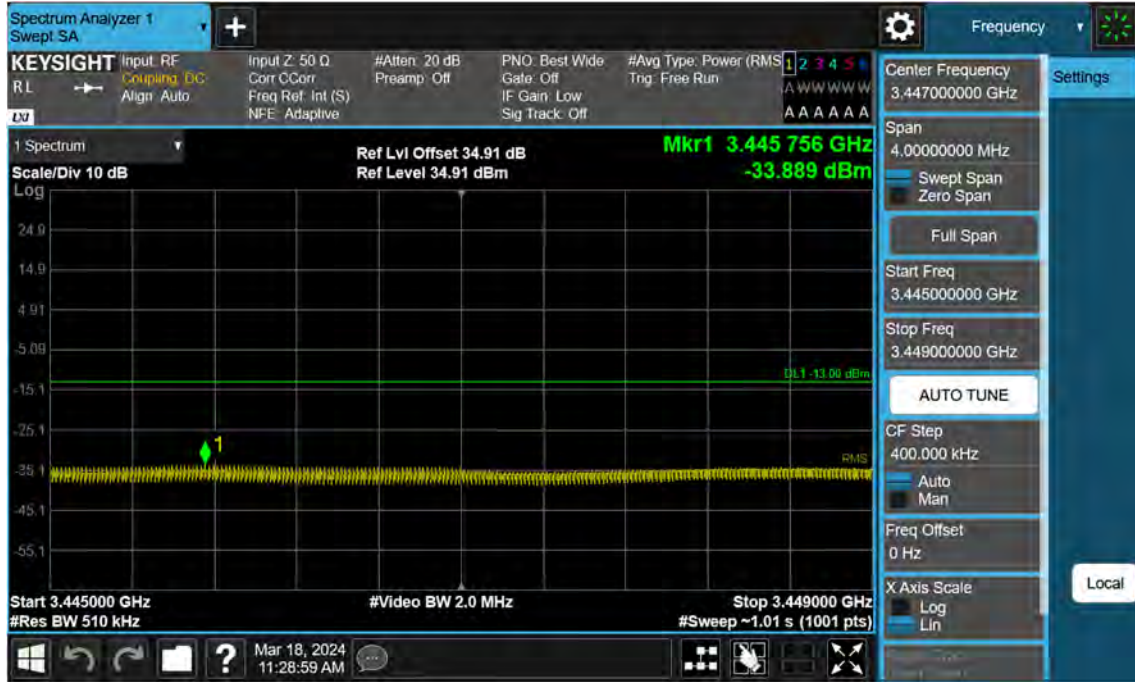 Spectrum Analyzer 1
Swept SA
+
Frequency
KEYSIGHT
RL
LXI
Input: RF
Coupling: DC
Align: Auto
Input Z: 50 Ω
Corr CCorr
Freq Ref: Int (S)
NFE: Adaptive
#Atten: 20 dB
Preamp: Off
PNO: Best Wide
Gate: Off
IF Gain: Low
Sig Track: Off
#Avg Type: Power (RMS
Trig: Free Run
1 2 3 4 5 6
A W W W W W
A A A A A A
1 Spectrum
Scale/Div 10 dB
Log
Ref Lvl Offset 34.91 dB
Ref Level 34.91 dBm
Mkr1 3.445 756 GHz
-33.889 dBm
24.9
14.9
4.91
-5.09
DL1 -13.00 dBm
-15.1
-25.1
1
RMS
-35.1
-45.1
-55.1
Start 3.445000 GHz
#Res BW 510 kHz
#Video BW 2.0 MHz
Stop 3.449000 GHz
#Sweep ~1.01 s (1001 pts)
Center Frequency
3.447000000 GHz
Span
4.00000000 MHz
Swept Span
Zero Span
Full Span
Start Freq
3.445000000 GHz
Stop Freq
3.449000000 GHz
AUTO TUNE
CF Step
400.000 kHz
Auto
Man
Freq Offset
0 Hz
X Axis Scale
Log
Lin
Settings
Local
?
Mar 18, 2024
11:28:59 AM